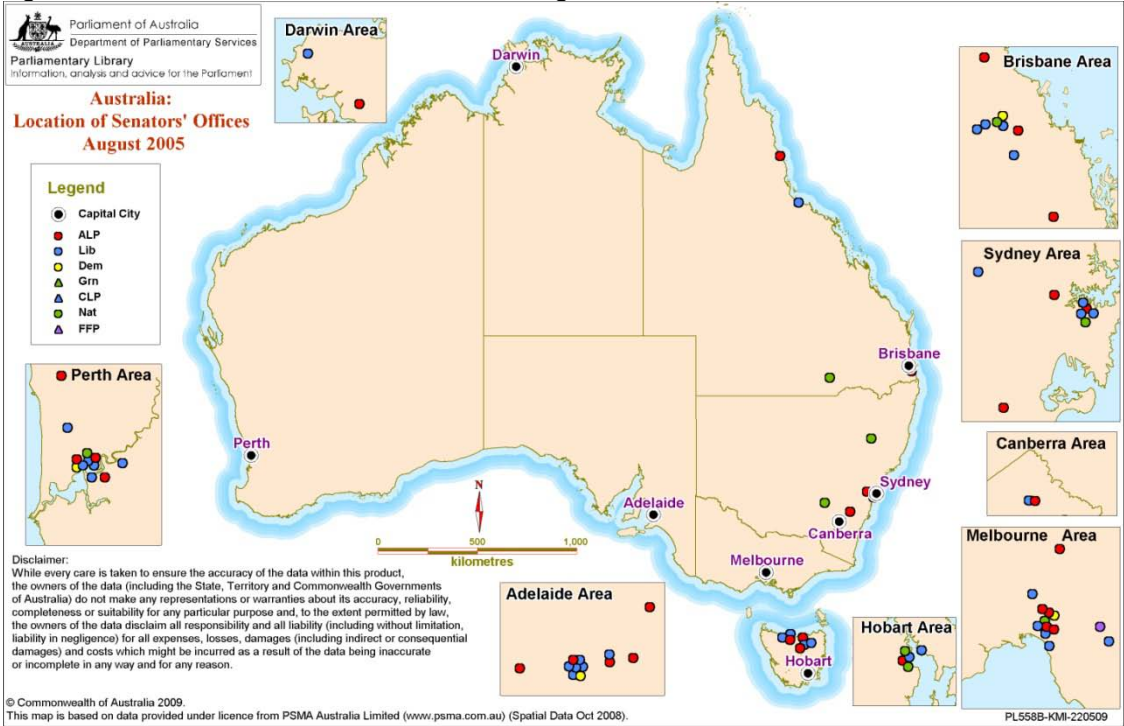 Parliament of Australia
Department of Parliamentary Services
AUSTRALIA
Parliamentary Library
Information, analysis and advice for the Parliament
Australia:
Location of Senators' Offices
August 2005
Legend
Capital City
ALP
Lib
Dem
Grn
CLP
Nat
FFP
Darwin Area
Darwin
Brisbane Area
Sydney Area
Brisbane
Perth Area
Perth
Canberra Area
Sydney
Adelaide
Canberra
N
0 500 1,000
kilometres
Melbourne
Melbourne Area
Adelaide Area
Hobart Area
Hobart
Disclaimer:
While every care is taken to ensure the accuracy of the data within this product,
the owners of the data (including the State, Territory and Commonwealth Governments
of Australia) do not make any representations or warranties about its accuracy, reliability,
completeness or suitability for any particular purpose and, to the extent permitted by law,
the owners of the data disclaim all responsibility and all liability (including without limitation,
liability in negligence) for all expenses, losses, damages (including indirect or consequential
damages) and costs which might be incurred as a result of the data being inaccurate
or incomplete in any way and for any reason.
© Commonwealth of Australia 2009.
This map is based on data provided under licence from PSMA Australia Limited (www.psma.com.au) (Spatial Data Oct 2008).
PL558B-KMI-220509